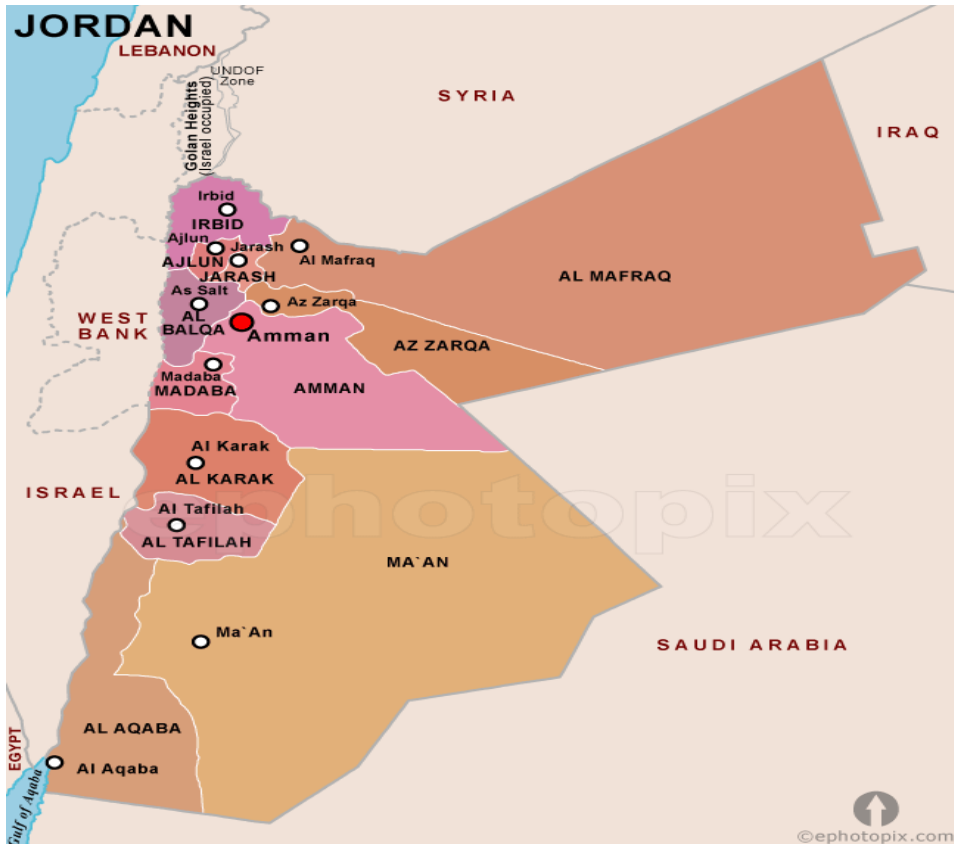 JORDAN
LEBANON
UNDOF
Zone
Golan Heights
(Israel occupied)
SYRIA
IRAQ
Irbid
IRBID
Ajlun
Jarash
AJLUN
JARASH
Al Mafraq
AL MAFRAQ
As Salt
AL
BALQA
Az Zarqa
AZ ZARQA
WEST
BANK
Amman
AMMAN
Madaba
MADABA
Al Karak
AL KARAK
ISRAEL
ephotopix
Al Tafilah
AL TAFILAH
MA`AN
Ma`An
SAUDI ARABIA
AL AQABA
Al Aqaba
EGYPT
Gulf of Aqaba
©ephotopix.com